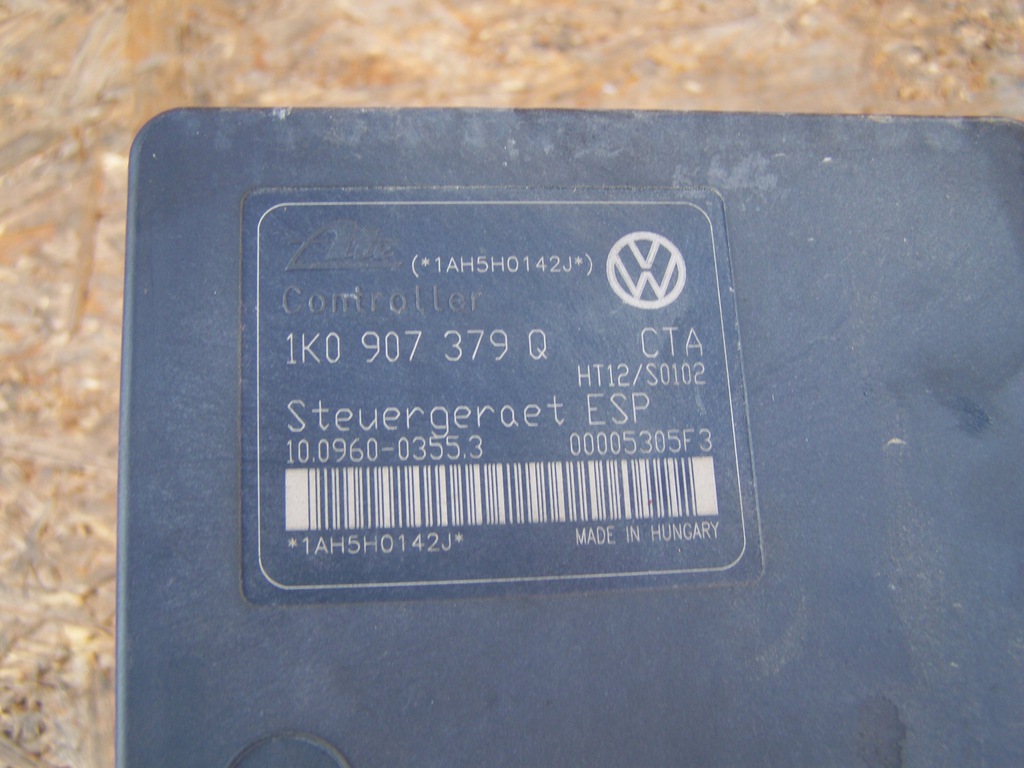 Ate (*1AH5H0142J*)
Controller
1K0 907 379 Q CTA
HT12/S0102
Steuergeraet ESP
10.0960-0355.3 00005305F3
*1AH5H0142J*
MADE IN HUNGARY